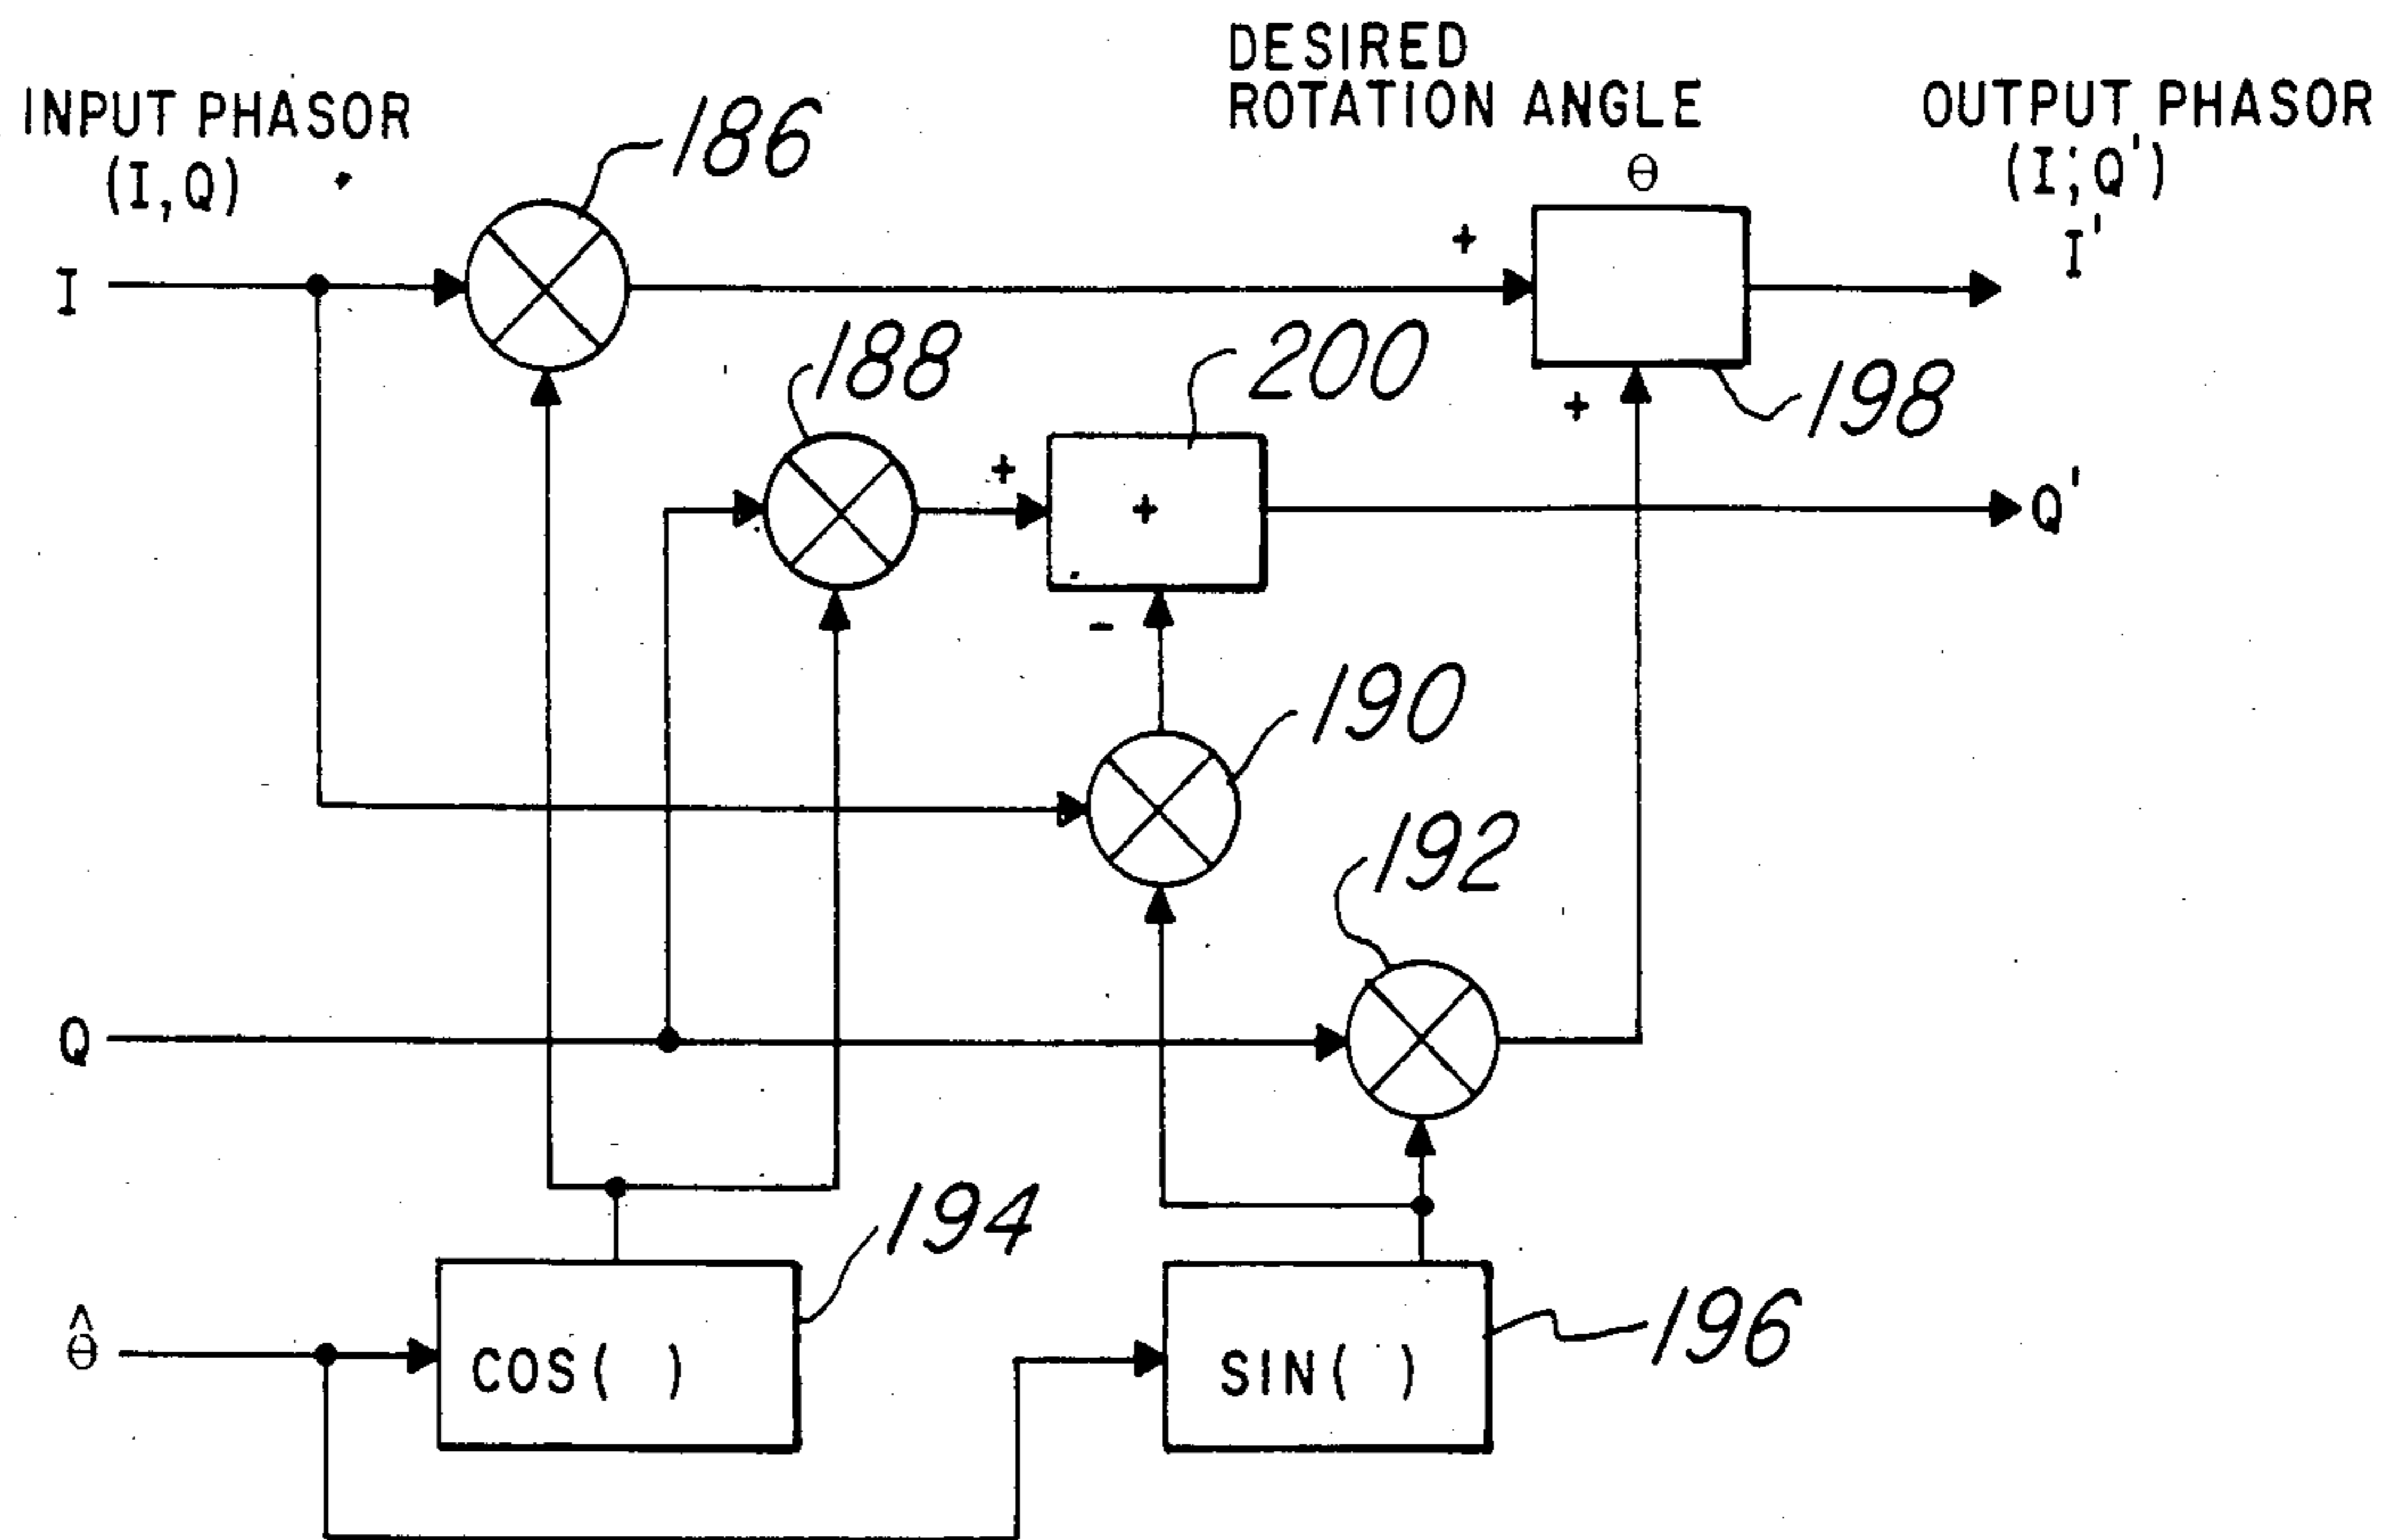 DESIRED
ROTATION ANGLE
θ
INPUT PHASOR
(I,Q)
OUTPUT PHASOR
(I;Q')
I'
186
I
+
188
200
+
198
+
+
Q'
-
190
192
Q
194
196
θ̂
COS( )
SIN( )